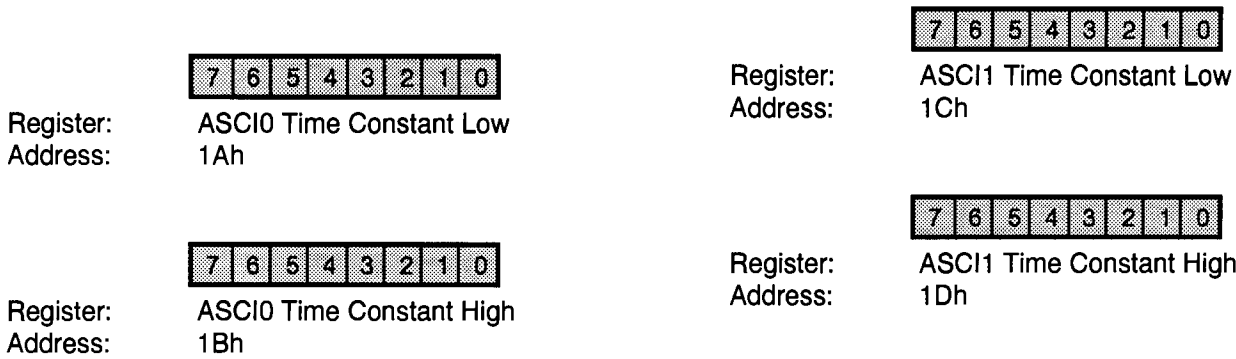 7 6 5 4 3 2 1 0
Register: ASCI0 Time Constant Low
Address: 1Ah
7 6 5 4 3 2 1 0
Register: ASCI0 Time Constant High
Address: 1Bh
7 6 5 4 3 2 1 0
Register: ASCI1 Time Constant Low
Address: 1Ch
7 6 5 4 3 2 1 0
Register: ASCI1 Time Constant High
Address: 1Dh